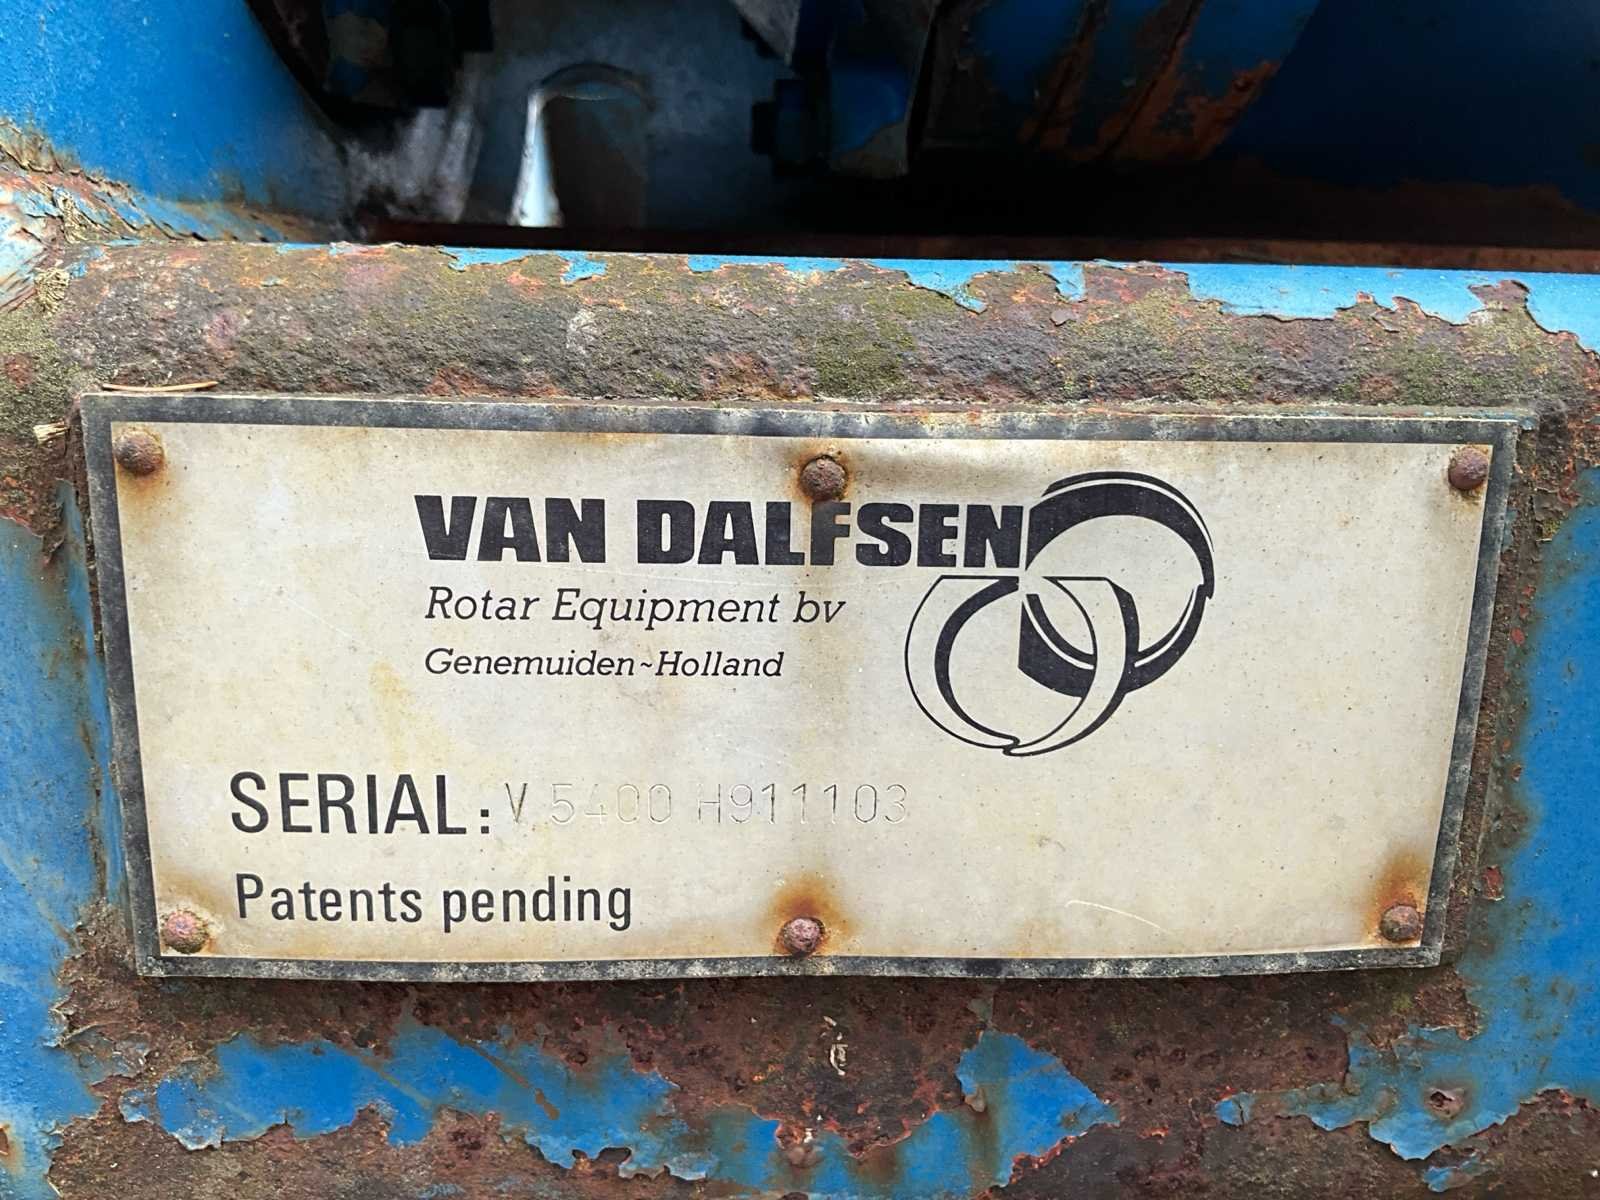 VAN DALFSEN
Rotar Equipment bv
Genemuiden~Holland
SERIAL: V 5400 H911103
Patents pending